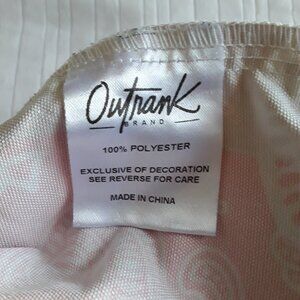 Outrank
BRAND
100% POLYESTER
EXCLUSIVE OF DECORATION
SEE REVERSE FOR CARE
MADE IN CHINA